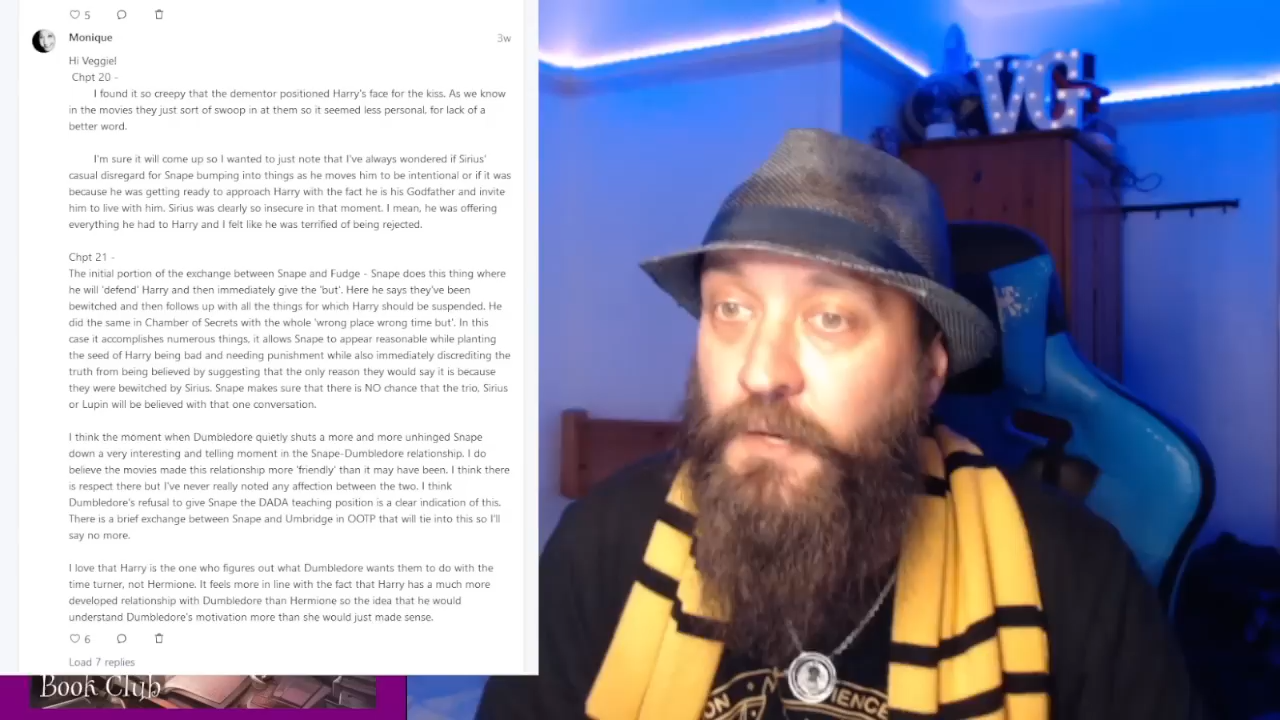 5
Monique
3w
Hi Veggie!
Chpt 20 -
I found it so creepy that the dementor positioned Harry's face for the kiss. As we know
in the movies they just sort of swoop in at them so it seemed less personal, for lack of a
better word.
I'm sure it will come up so I wanted to just note that I've always wondered if Sirius'
casual disregard for Snape bumping into things as he moves him to be intentional or if it was
because he was getting ready to approach Harry with the fact he is his Godfather and invite
him to live with him. Sirius was clearly so insecure in that moment. I mean, he was offering
everything he had to Harry and I felt like he was terrified of being rejected.
Chpt 21 -
The initial portion of the exchange between Snape and Fudge - Snape does this thing where
he will 'defend' Harry and then immediately give the 'but'. Here he says they've been
bewitched and then follows up with all the things for which Harry should be suspended. He
did the same in Chamber of Secrets with the whole 'wrong place wrong time but'. In this
case it accomplishes numerous things, it allows Snape to appear reasonable while planting
the seed of Harry being bad and needing punishment while also immediately discrediting the
truth from being believed by suggesting that the only reason they would say it is because
they were bewitched by Sirius. Snape makes sure that there is NO chance that the trio, Sirius
or Lupin will be believed with that one conversation.
I think the moment when Dumbledore quietly shuts a more and more unhinged Snape
down a very interesting and telling moment in the Snape-Dumbledore relationship. I do
believe the movies made this relationship more 'friendly' than it may have been. I think there
is respect there but I've never really noted any affection between the two. I think
Dumbledore's refusal to give Snape the DADA teaching position is a clear indication of this.
There is a brief exchange between Snape and Umbridge in OOTP that will tie into this so I'll
say no more.
I love that Harry is the one who figures out what Dumbledore wants them to do with the
time turner, not Hermione. It feels more in line with the fact that Harry has a much more
developed relationship with Dumbledore than Hermione so the idea that he would
understand Dumbledore's motivation more than she would just made sense.
6
Load 7 replies
Book Club
VG